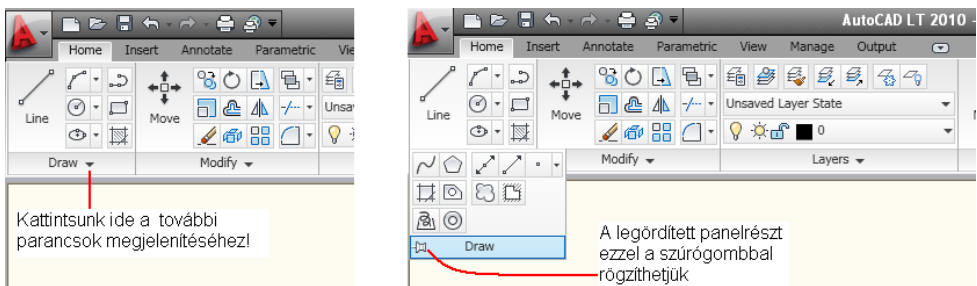 Home Insert Annotate Parametric Vie
Line
Move
Unsa
Draw
Modify
Kattintsunk ide a további
parancsok megjelenítéséhez!
AutoCAD LT 2010 -
Home Insert Annotate Parametric View Manage Output
Line
Move
Unsaved Layer State
0
Modify
Layers
Draw
A legördített panelrészt
ezzel a szúrógombbal
rögzíthetjük